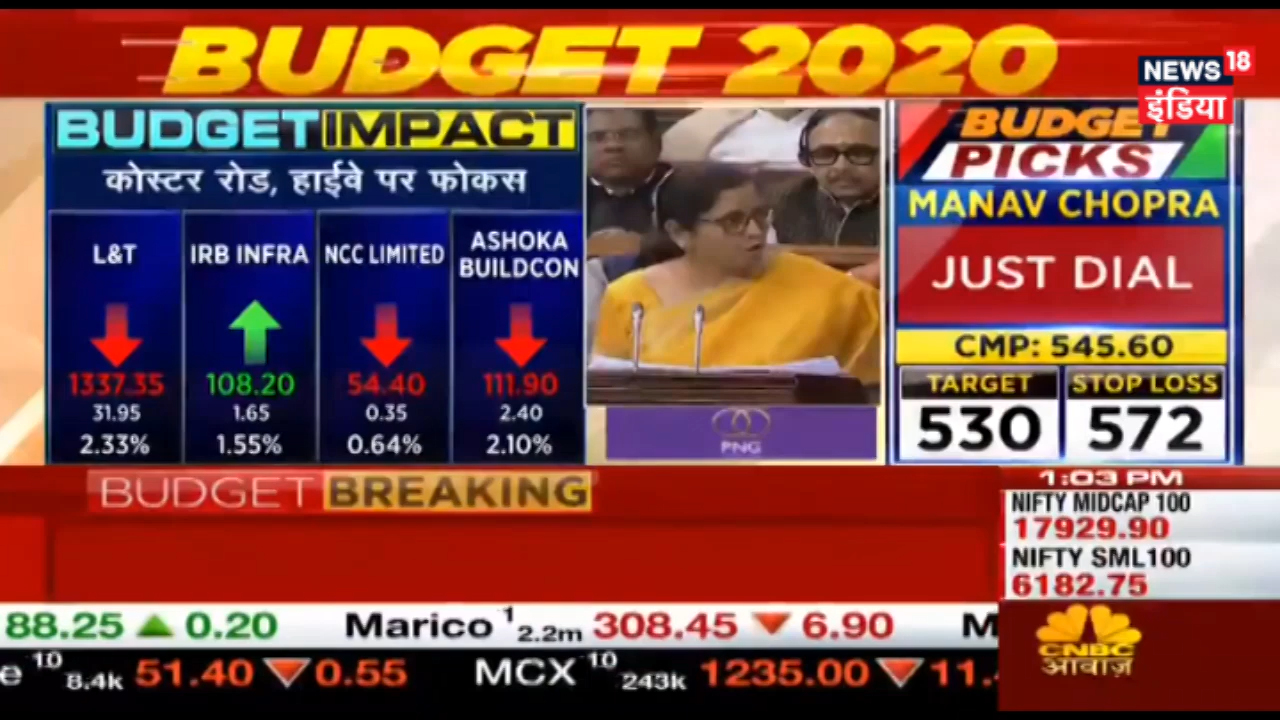 BUDGET 2020
NEWS 18
इंडिया
BUDGET IMPACT
कोस्टर रोड, हाईवे पर फोकस
L&T
1337.35
31.95
2.33%
IRB INFRA
108.20
1.65
1.55%
NCC LIMITED
54.40
0.35
0.64%
ASHOKA
BUILDCON
111.90
2.40
2.10%
PNG
BUDGET
PICKS
MANAV CHOPRA
JUST DIAL
CMP: 545.60
TARGET
530
STOP LOSS
572
BUDGET BREAKING
1:03 PM
NIFTY MIDCAP 100
17929.90
NIFTY SML100
6182.75
88.25 ▲ 0.20 Marico 1 2.2m 308.45 ▼ 6.90 M
e 10 8.4k 51.40 ▼ 0.55 MCX 10 243k 1235.00 ▼ 11.
CNBC
आवाज़